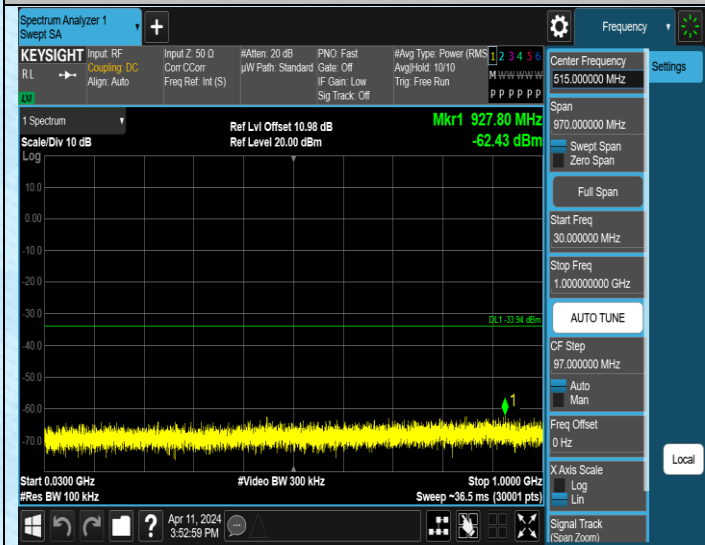 Spectrum Analyzer 1
Swept SA
+
Frequency
KEYSIGHT
RL
LXI
Input: RF
Coupling: DC
Align: Auto
Input Z: 50 Ω
Corr CCorr
Freq Ref: Int (S)
#Atten: 20 dB
µW Path: Standard
PNO: Fast
Gate: Off
IF Gain: Low
Sig Track: Off
#Avg Type: Power (RMS
Avg|Hold: 10/10
Trig: Free Run
1 2 3 4 5 6
M W W W W W
P P P P P P
1 Spectrum
Scale/Div 10 dB
Log
Ref Lvl Offset 10.98 dB
Ref Level 20.00 dBm
Mkr1 927.80 MHz
-62.43 dBm
10.0
0.00
-10.0
-20.0
-30.0
DL1 -33.94 dBm
-40.0
-50.0
-60.0
1
-70.0
Start 0.0300 GHz
#Res BW 100 kHz
#Video BW 300 kHz
Stop 1.0000 GHz
Sweep ~36.5 ms (30001 pts)
?
Apr 11, 2024
3:52:59 PM
Center Frequency
515.000000 MHz
Span
970.000000 MHz
Swept Span
Zero Span
Full Span
Start Freq
30.000000 MHz
Stop Freq
1.000000000 GHz
AUTO TUNE
CF Step
97.000000 MHz
Auto
Man
Freq Offset
0 Hz
X Axis Scale
Log
Lin
Signal Track
(Span Zoom)
Settings
Local